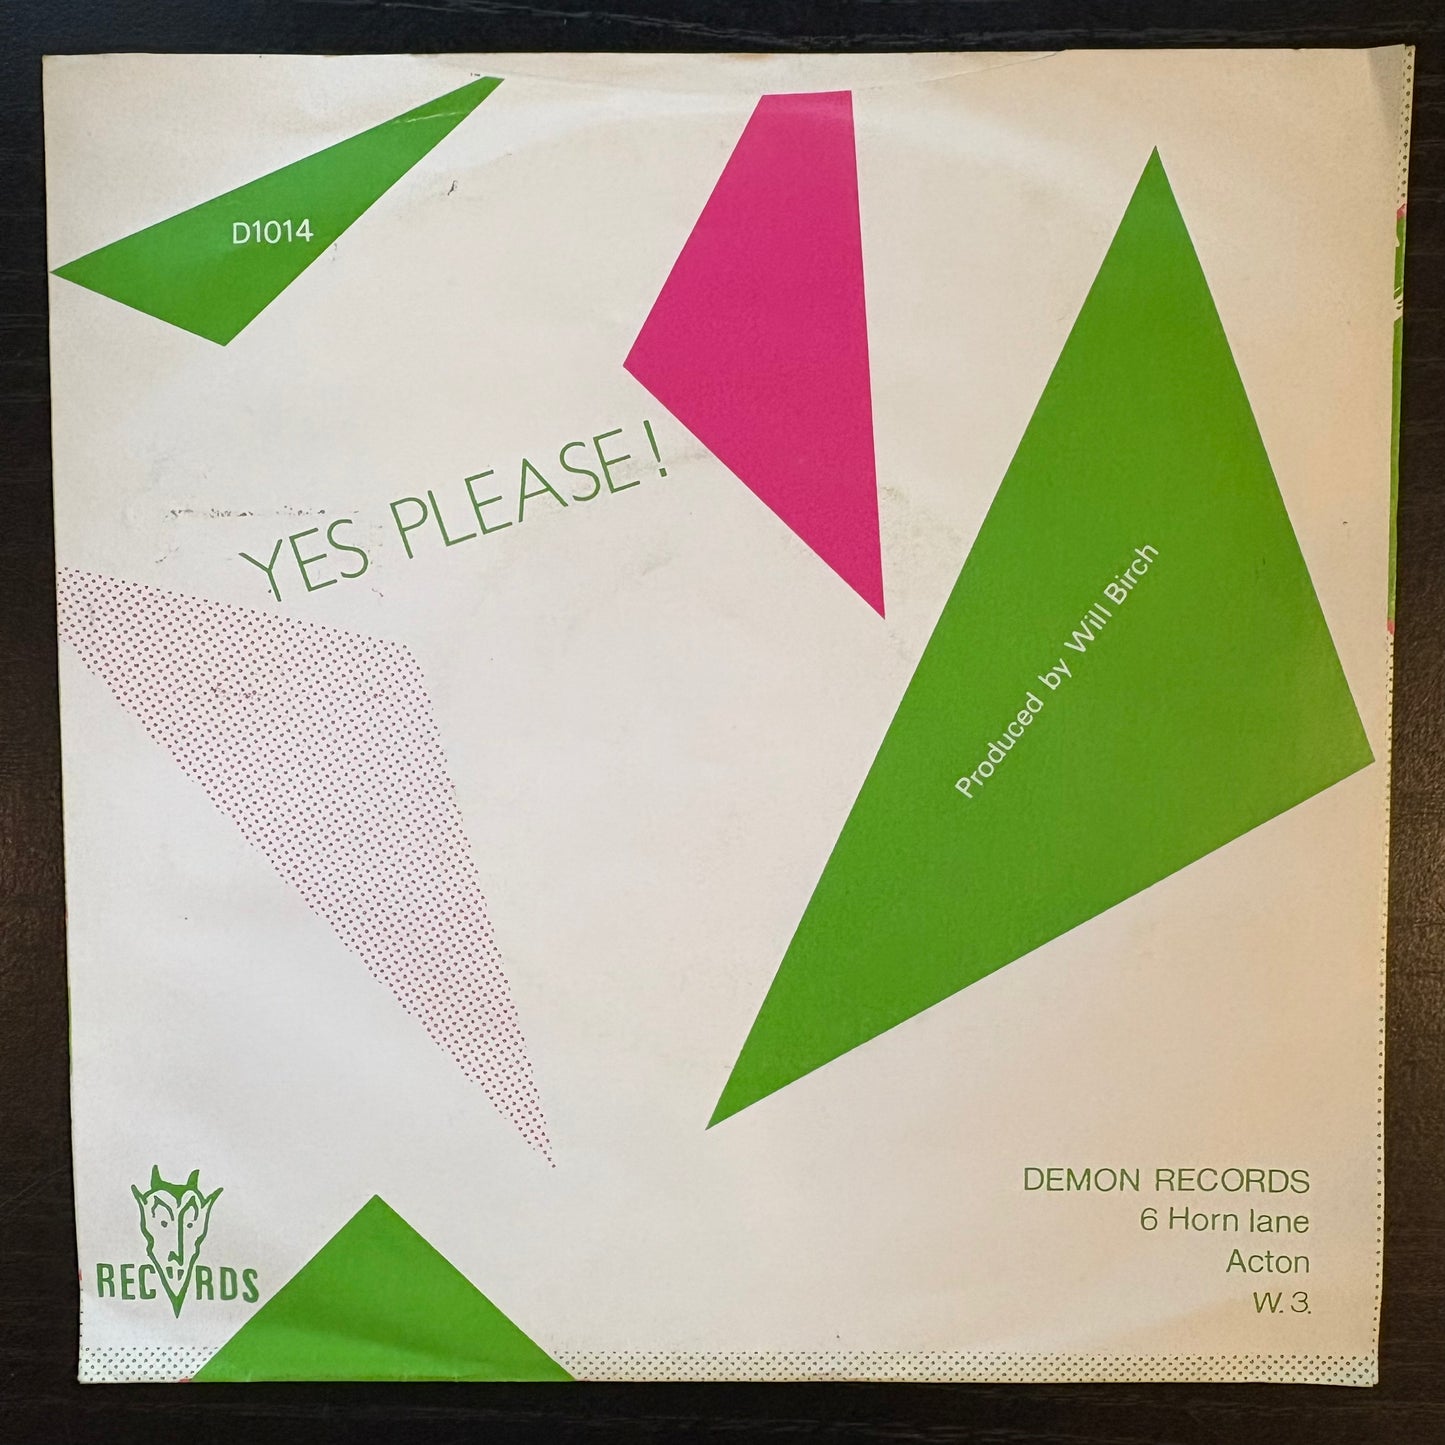 D1014
YES PLEASE!
Produced by Will Birch
RECORDS
DEMON RECORDS
6 Horn lane
Acton
W.3.